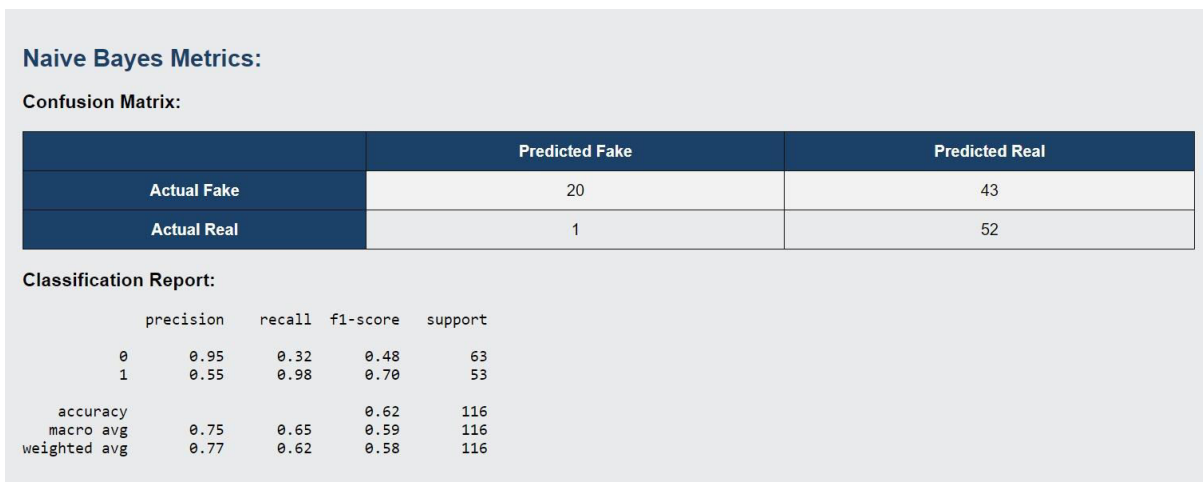 Naive Bayes Metrics:
Confusion Matrix:
Predicted Fake Predicted Real
Actual Fake 20 43
Actual Real 1 52
Classification Report:
precision recall f1-score support
0 0.95 0.32 0.48 63
1 0.55 0.98 0.70 53
accuracy 0.62 116
macro avg 0.75 0.65 0.59 116
weighted avg 0.77 0.62 0.58 116